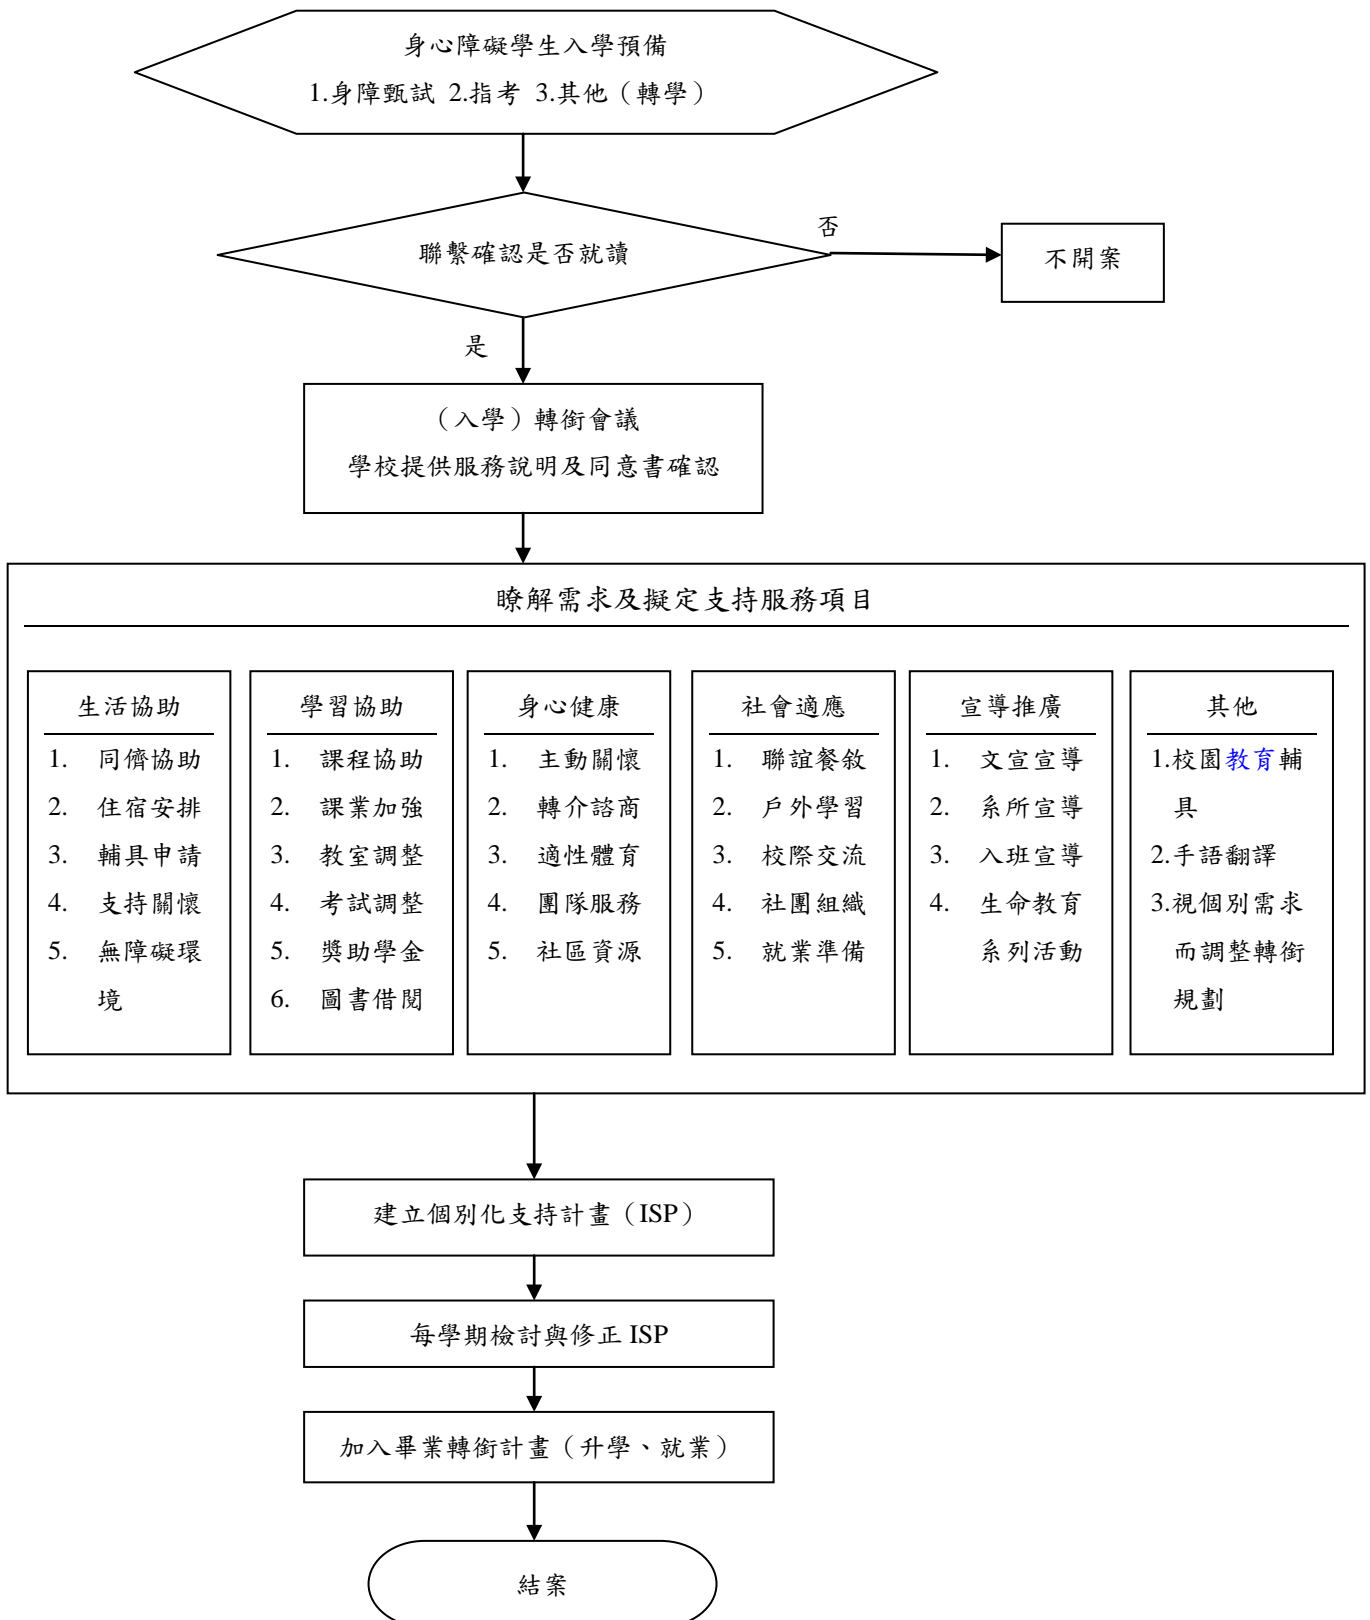 身心障礙學生入學預備
1.身障甄試 2.指考 3.其他（轉學）
聯繫確認是否就讀
否
不開案
是
（入學）轉銜會議
學校提供服務說明及同意書確認
瞭解需求及擬定支持服務項目
生活協助
1. 同儕協助
2. 住宿安排
3. 輔具申請
4. 支持關懷
5. 無障礙環
境
學習協助
1. 課程協助
2. 課業加強
3. 教室調整
4. 考試調整
5. 獎助學金
6. 圖書借閱
身心健康
1. 主動關懷
2. 轉介諮商
3. 適性體育
4. 團隊服務
5. 社區資源
社會適應
1. 聯誼餐敘
2. 戶外學習
3. 校際交流
4. 社團組織
5. 就業準備
宣導推廣
1. 文宣宣導
2. 系所宣導
3. 入班宣導
4. 生命教育
系列活動
其他
1.校園教育輔
具
2.手語翻譯
3.視個別需求
而調整轉銜
規劃
建立個別化支持計畫（ISP）
每學期檢討與修正 ISP
加入畢業轉銜計畫（升學、就業）
結案